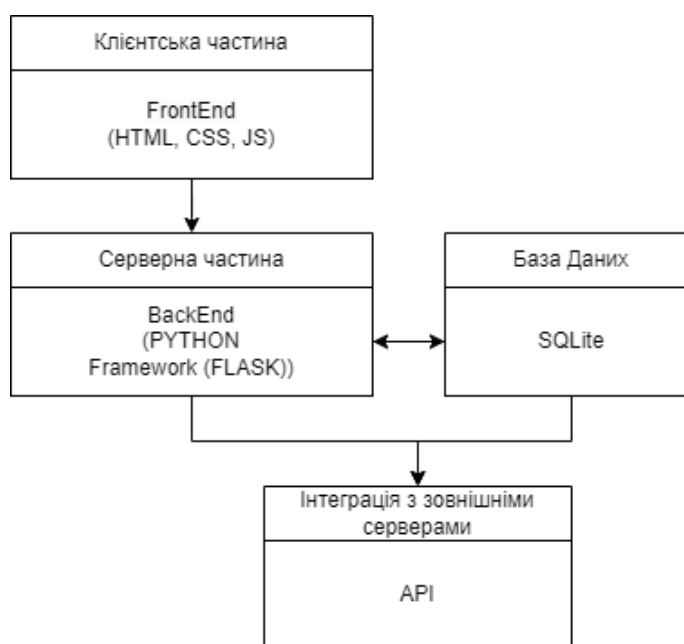 Клієнтська частина
FrontEnd
(HTML, CSS, JS)
Серверна частина
База Даних
BackEnd
(PYTHON
Framework (FLASK))
SQLite
Інтеграція з зовнішніми
серверами
API